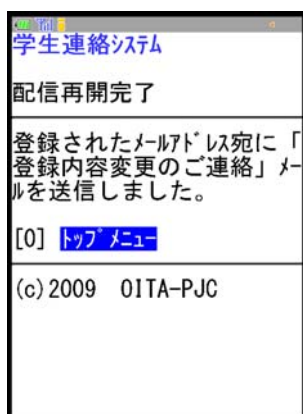 学生連絡ｼｽﾃﾑ
配信再開完了
登録されたﾒｰﾙｱﾄﾞﾚｽ宛に「
登録内容変更のご連絡」ﾒｰ
ﾙを送信しました。
[0] ﾄｯﾌﾟﾒﾆｭｰ
(c)2009 OITA-PJC